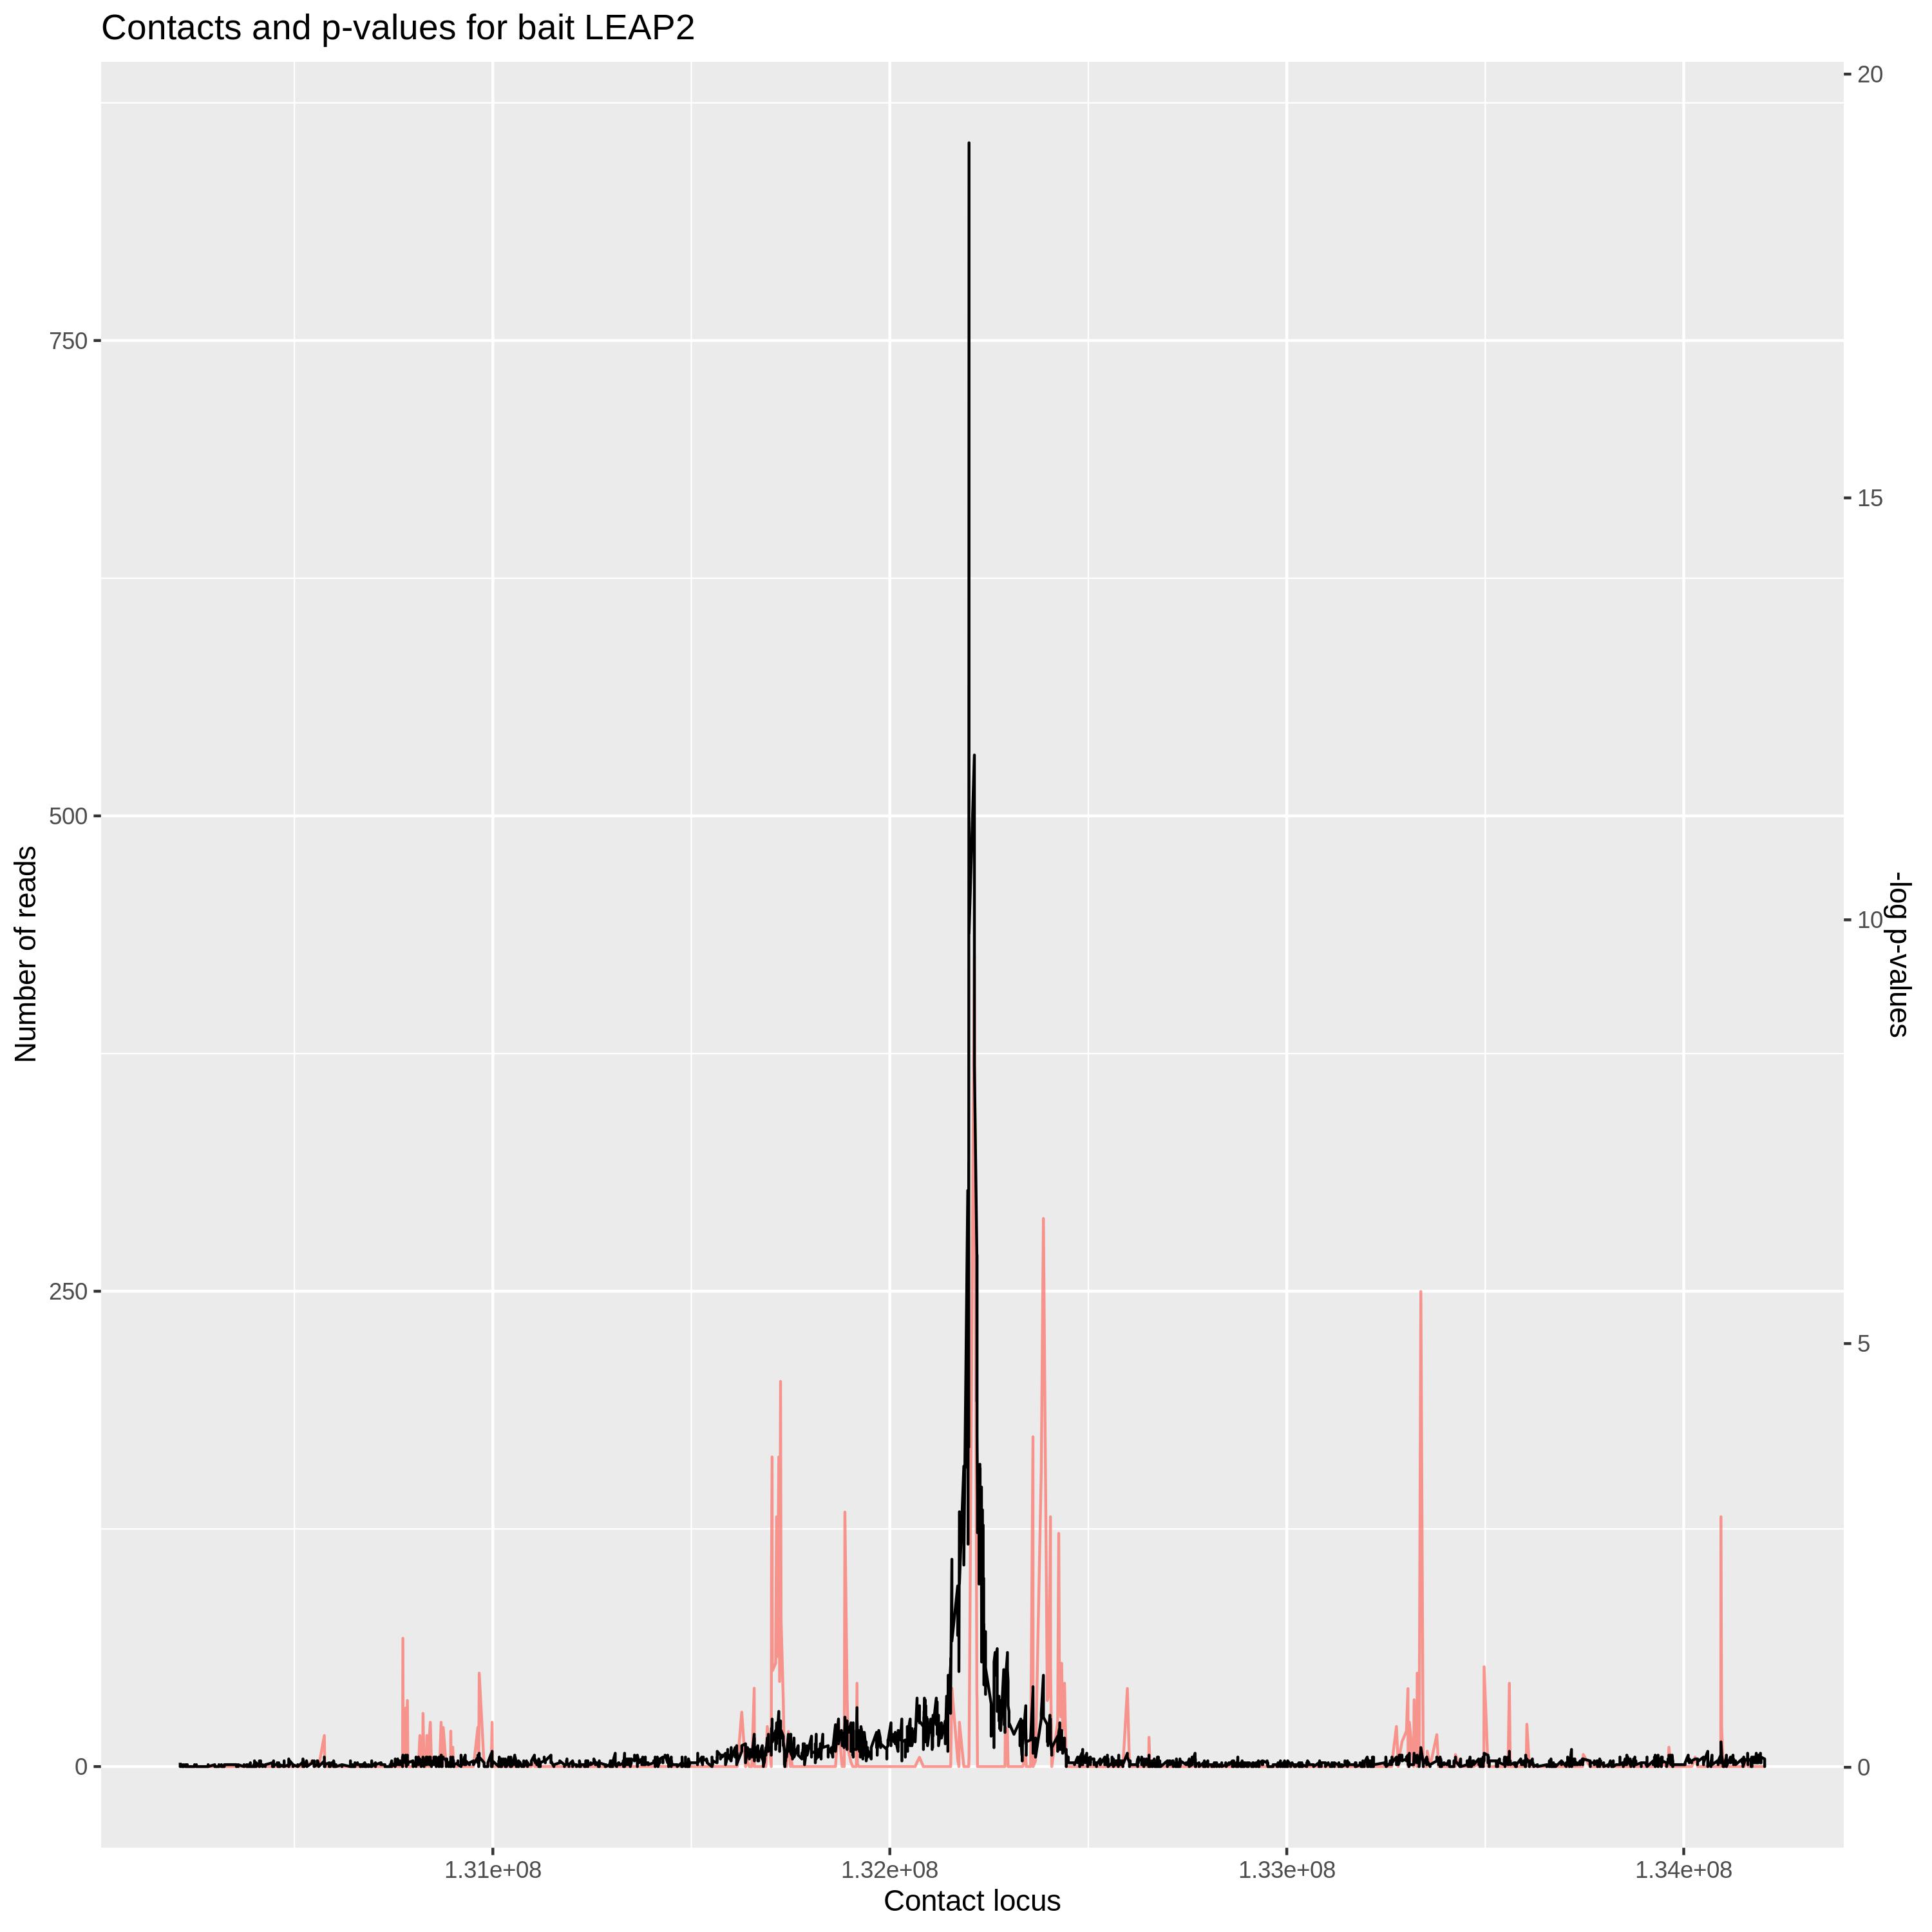 Contacts and p-values for bait LEAP2
Number of reads
750
500
250
0
20
15
10
5
0
-log p-values
1.31e+08
1.32e+08
1.33e+08
1.34e+08
Contact locus